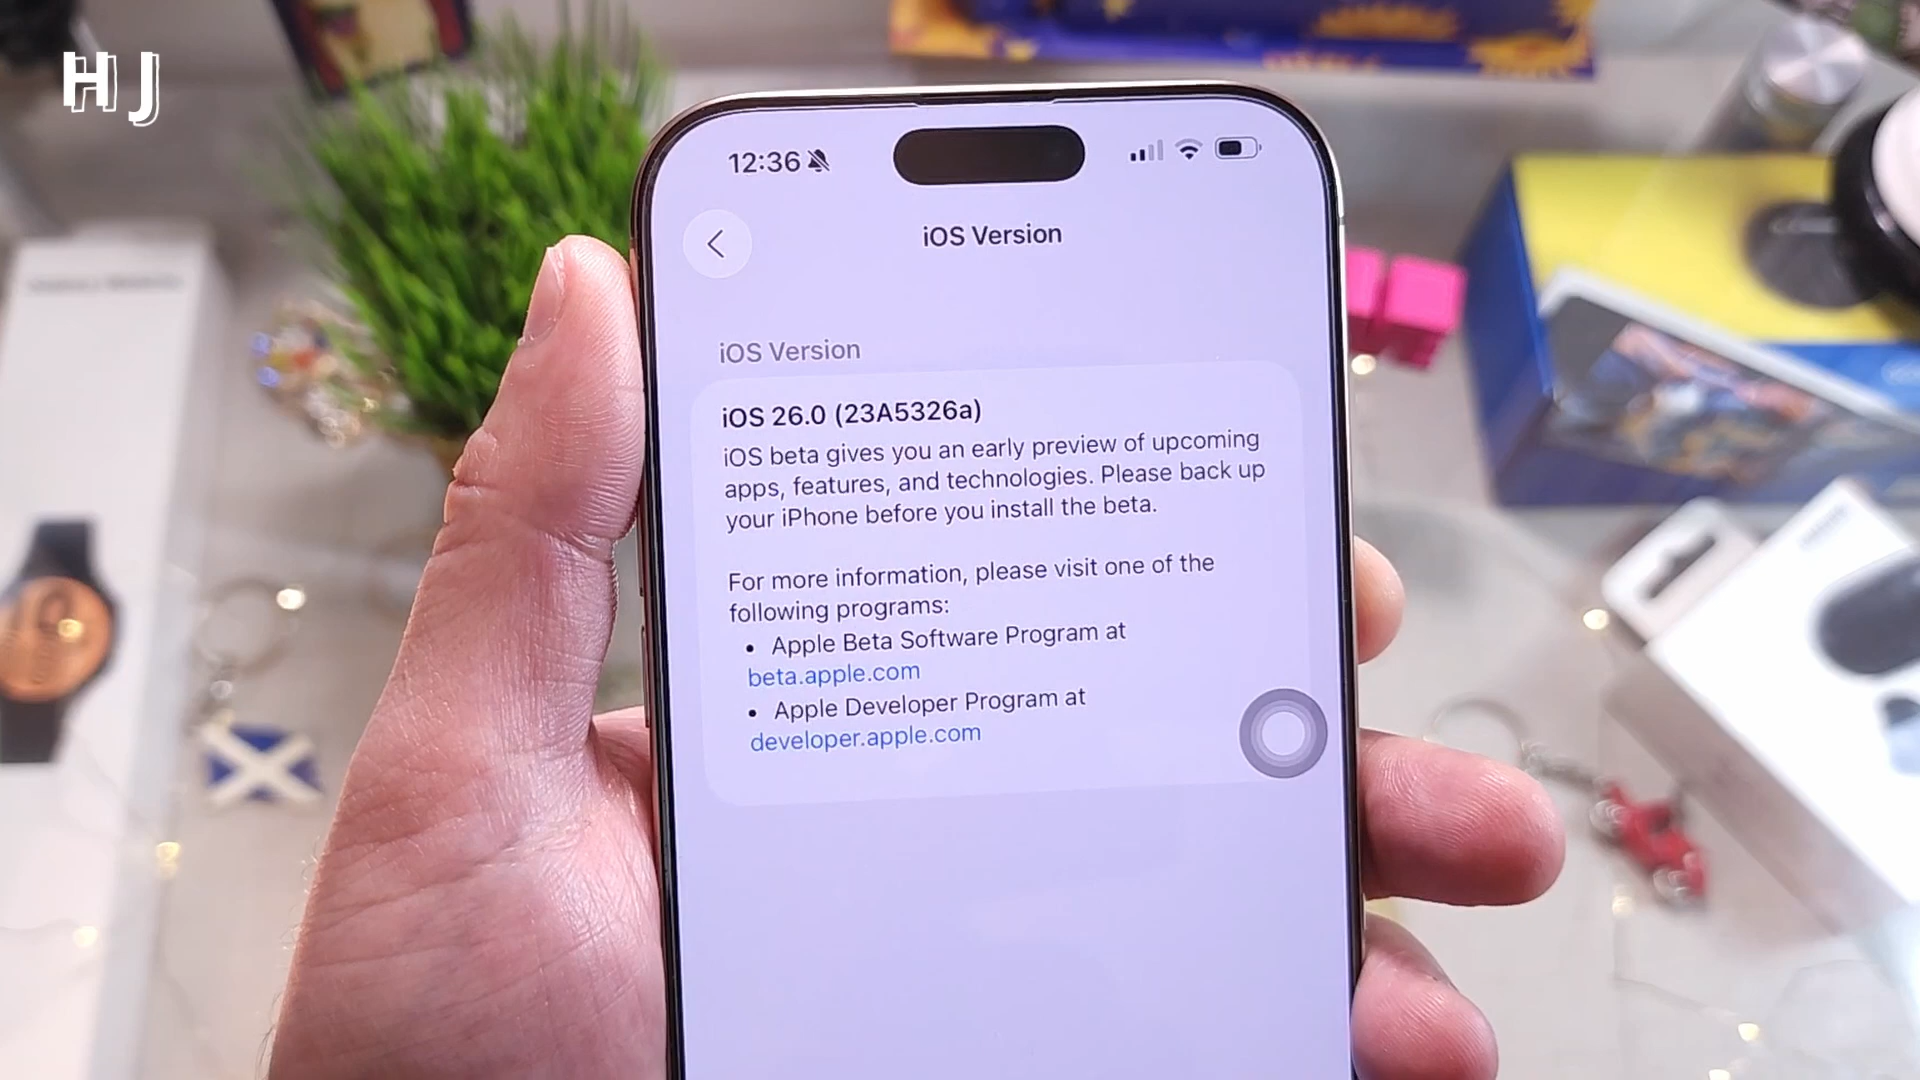 HJ
12:36
iOS Version
iOS Version
iOS 26.0 (23A5326a)
iOS beta gives you an early preview of upcoming
apps, features, and technologies. Please back up
your iPhone before you install the beta.
For more information, please visit one of the
following programs:
• Apple Beta Software Program at
beta.apple.com
• Apple Developer Program at
developer.apple.com